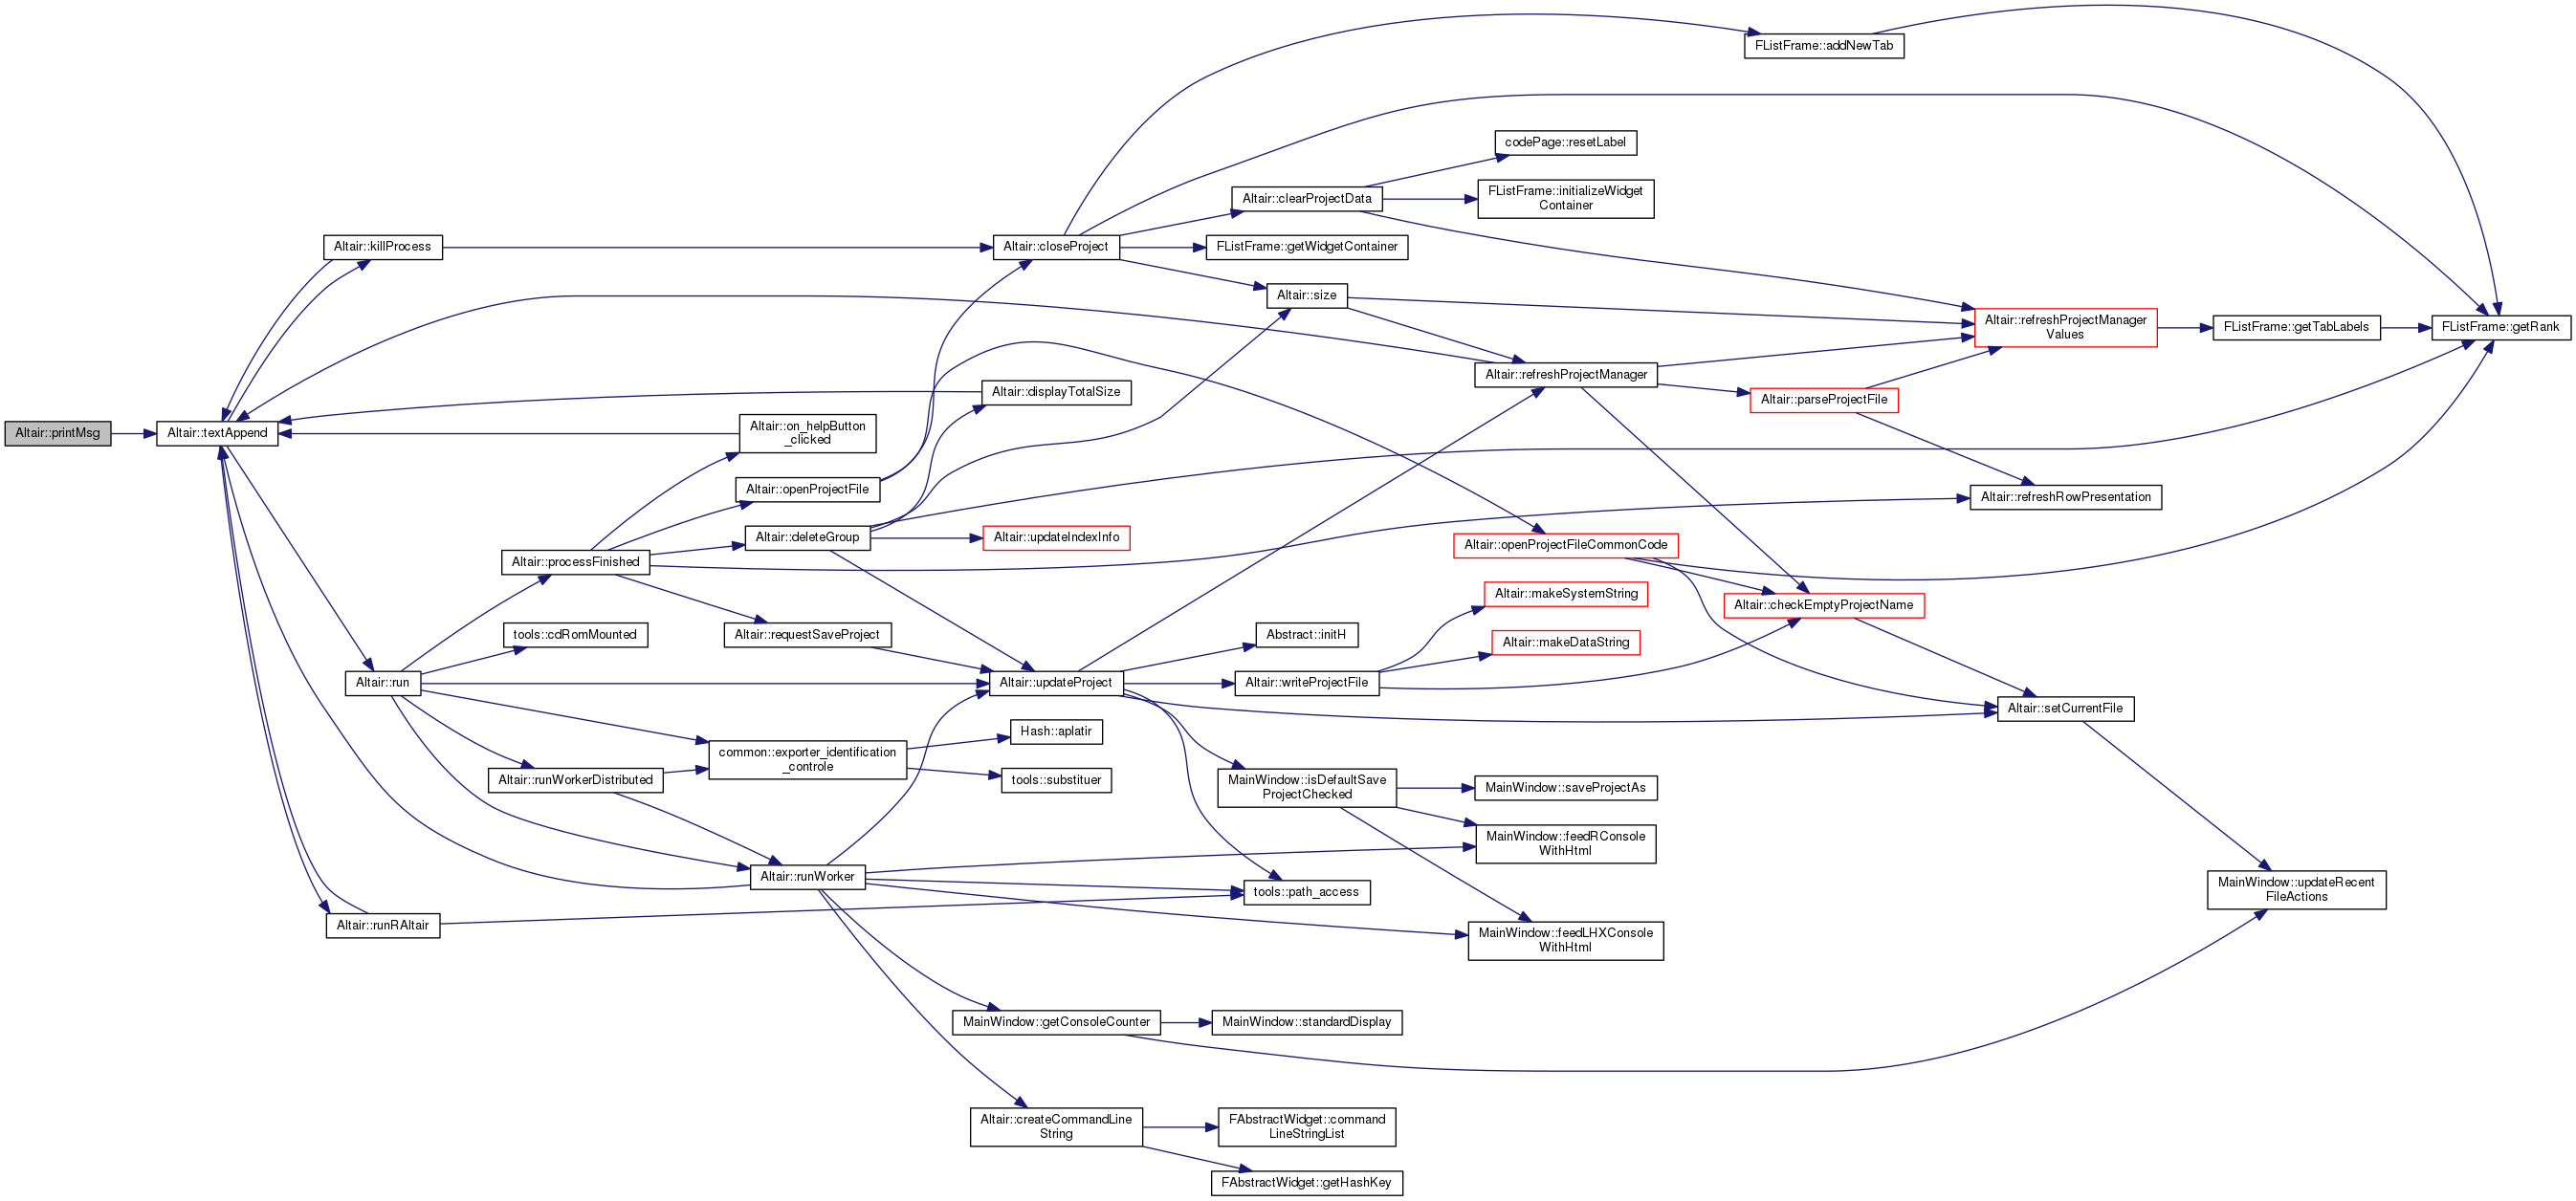 FListFrame::addNewTab
codePage::resetLabel
Altair::clearProjectData
FListFrame::initializeWidget
Container
Altair::killProcess
Altair::closeProject
FListFrame::getWidgetContainer
Altair::size
Altair::refreshProjectManager
Values
FListFrame::getTabLabels
FListFrame::getRank
Altair::refreshProjectManager
Altair::displayTotalSize
Altair::parseProjectFile
Altair::printMsg
Altair::textAppend
Altair::on_helpButton
_clicked
Altair::openProjectFile
Altair::refreshRowPresentation
Altair::deleteGroup
Altair::updateIndexInfo
Altair::openProjectFileCommonCode
Altair::processFinished
Altair::makeSystemString
Altair::checkEmptyProjectName
tools::cdRomMounted
Altair::requestSaveProject
Abstract::initH
Altair::makeDataString
Altair::run
Altair::updateProject
Altair::writeProjectFile
Altair::setCurrentFile
Hash::aplatir
common::exporter_identification
_controle
Altair::runWorkerDistributed
tools::substituer
MainWindow::isDefaultSave
ProjectChecked
MainWindow::saveProjectAs
MainWindow::feedRConsole
WithHtml
Altair::runWorker
tools::path_access
MainWindow::updateRecent
FileActions
Altair::runRAltair
MainWindow::feedLHXConsole
WithHtml
MainWindow::getConsoleCounter
MainWindow::standardDisplay
Altair::createCommandLine
String
FAbstractWidget::command
LineStringList
FAbstractWidget::getHashKey